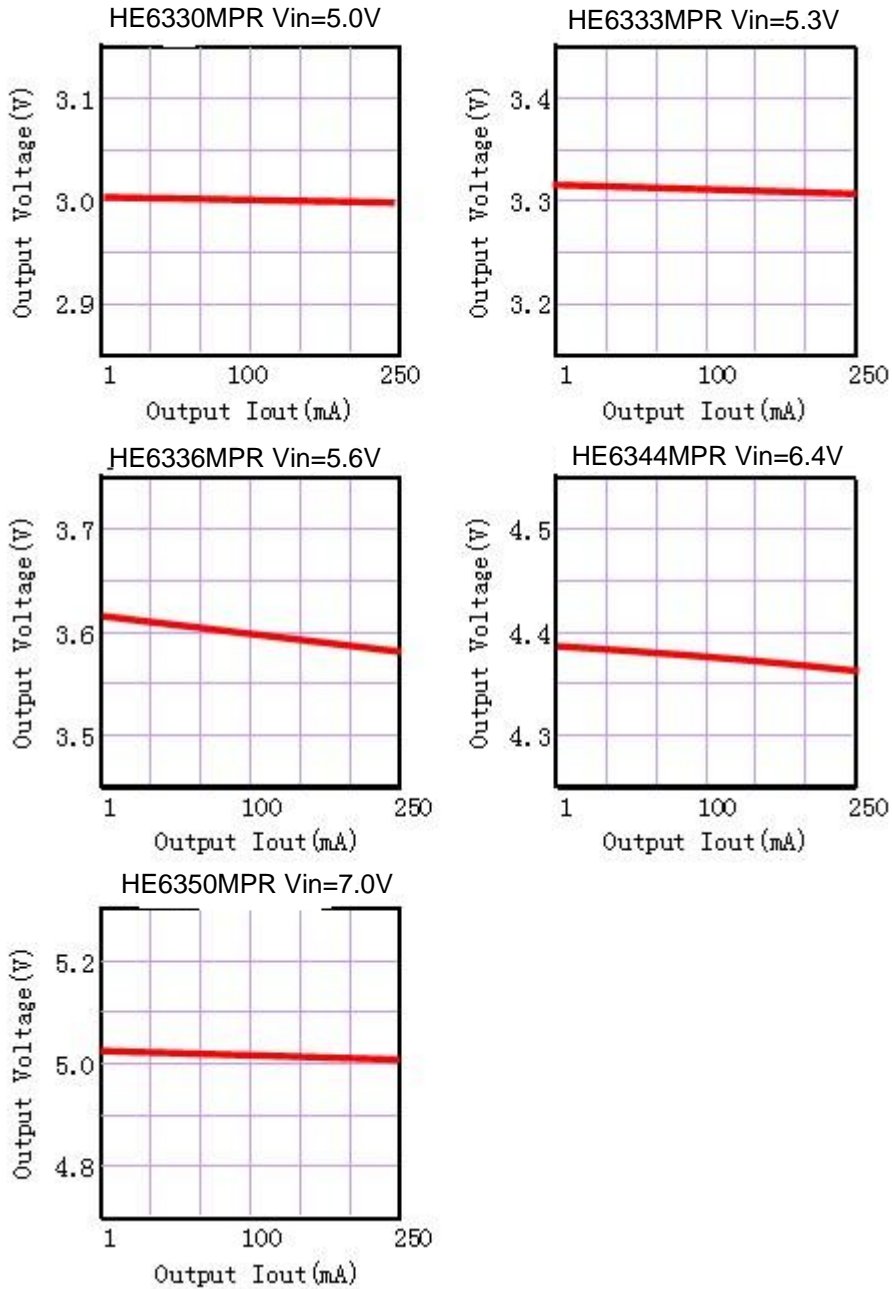 HE6330MPR Vin=5.0V
Output Voltage(V)
3.1
3.0
2.9
1 100 250
Output Iout(mA)
HE6333MPR Vin=5.3V
Output Voltage(V)
3.4
3.3
3.2
1 100 250
Output Iout(mA)
HE6336MPR Vin=5.6V
Output Voltage(V)
3.7
3.6
3.5
1 100 250
Output Iout(mA)
HE6344MPR Vin=6.4V
Output Voltage(V)
4.5
4.4
4.3
1 100 250
Output Iout(mA)
HE6350MPR Vin=7.0V
Output Voltage(V)
5.2
5.0
4.8
1 100 250
Output Iout(mA)